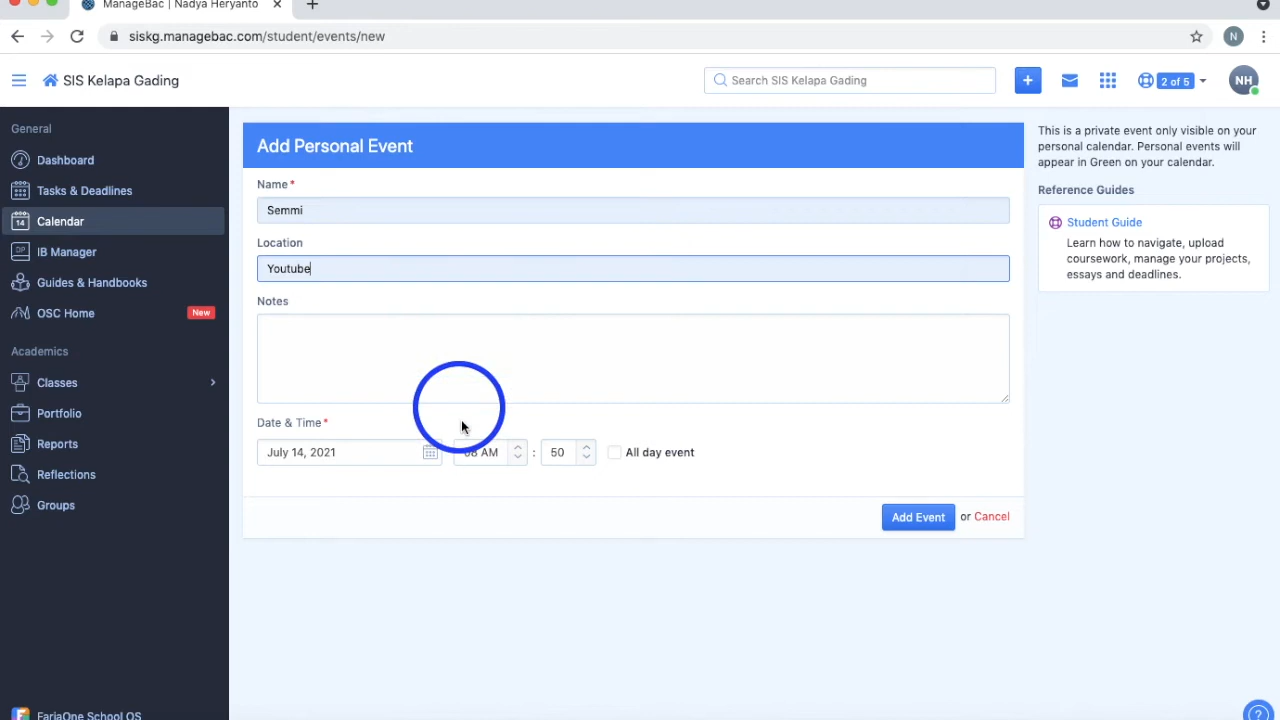 ManageBac | Nadya Heryanto
siskg.managebac.com/student/events/new
N
SIS Kelapa Gading
Search SIS Kelapa Gading
+
2 of 5
NH
General
Dashboard
Tasks & Deadlines
14
Calendar
DP
IB Manager
Guides & Handbooks
OSC Home
New
Academics
Classes
Portfolio
Reports
Reflections
Groups
FariaOne School OS
Add Personal Event
Name*
Semmi
Location
Youtube
Notes
Date & Time*
July 14, 2021
08 AM
:
50
All day event
Add Event
or Cancel
This is a private event only visible on your
personal calendar. Personal events will
appear in Green on your calendar.
Reference Guides
Student Guide
Learn how to navigate, upload
coursework, manage your projects,
essays and deadlines.
?